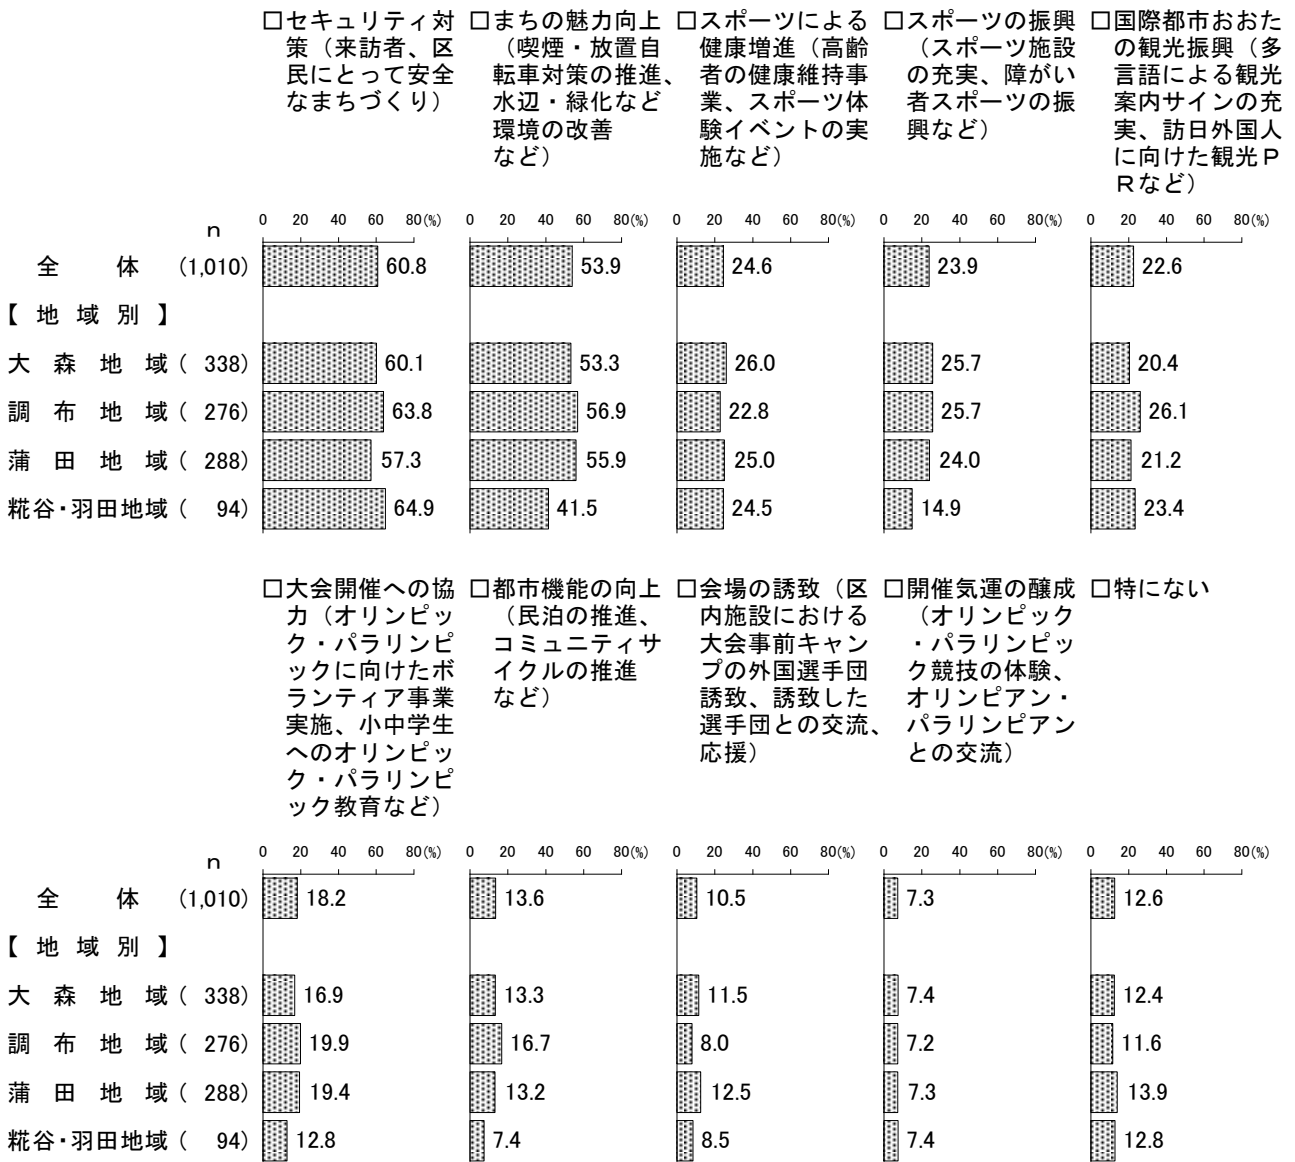 □セキュリティ対
策（来訪者、区
民にとって安全
なまちづくり）
□まちの魅力向上
（喫煙・放置自
転車対策の推進、
水辺・緑化など
環境の改善
など）
□スポーツによる
健康増進（高齢
者の健康維持事
業、スポーツ体
験イベントの実
施など）
□スポーツの振興
（スポーツ施設
の充実、障がい
者スポーツの振
興など）
□国際都市おおた
の観光振興（多
言語による観光
案内サインの充
実、訪日外国人
に向けた観光Ｐ
Ｒなど）
0 20 40 60 80(%) 0 20 40 60 80(%) 0 20 40 60 80(%) 0 20 40 60 80(%) 0 20 40 60 80(%)
ｎ
全体 (1,010) 60.8 53.9 24.6 23.9 22.6
【地域別】
大森地域 ( 338) 60.1 53.3 26.0 25.7 20.4
調布地域 ( 276) 63.8 56.9 22.8 25.7 26.1
蒲田地域 ( 288) 57.3 55.9 25.0 24.0 21.2
糀谷・羽田地域 ( 94) 64.9 41.5 24.5 14.9 23.4
□大会開催への協
力（オリンピッ
ク・パラリンピ
ックに向けたボ
ランティア事業
実施、小中学生
へのオリンピッ
ク・パラリンピ
ック教育など）
□都市機能の向上
（民泊の推進、
コミュニティサ
イクルの推進
など）
□会場の誘致（区
内施設における
大会事前キャン
プの外国選手団
誘致、誘致した
選手団との交流、
応援）
□開催気運の醸成
（オリンピック
・パラリンピッ
ク競技の体験、
オリンピアン・
パラリンピアン
との交流）
□特にない
0 20 40 60 80(%) 0 20 40 60 80(%) 0 20 40 60 80(%) 0 20 40 60 80(%) 0 20 40 60 80(%)
ｎ
全体 (1,010) 18.2 13.6 10.5 7.3 12.6
【地域別】
大森地域 ( 338) 16.9 13.3 11.5 7.4 12.4
調布地域 ( 276) 19.9 16.7 8.0 7.2 11.6
蒲田地域 ( 288) 19.4 13.2 12.5 7.3 13.9
糀谷・羽田地域 ( 94) 12.8 7.4 8.5 7.4 12.8